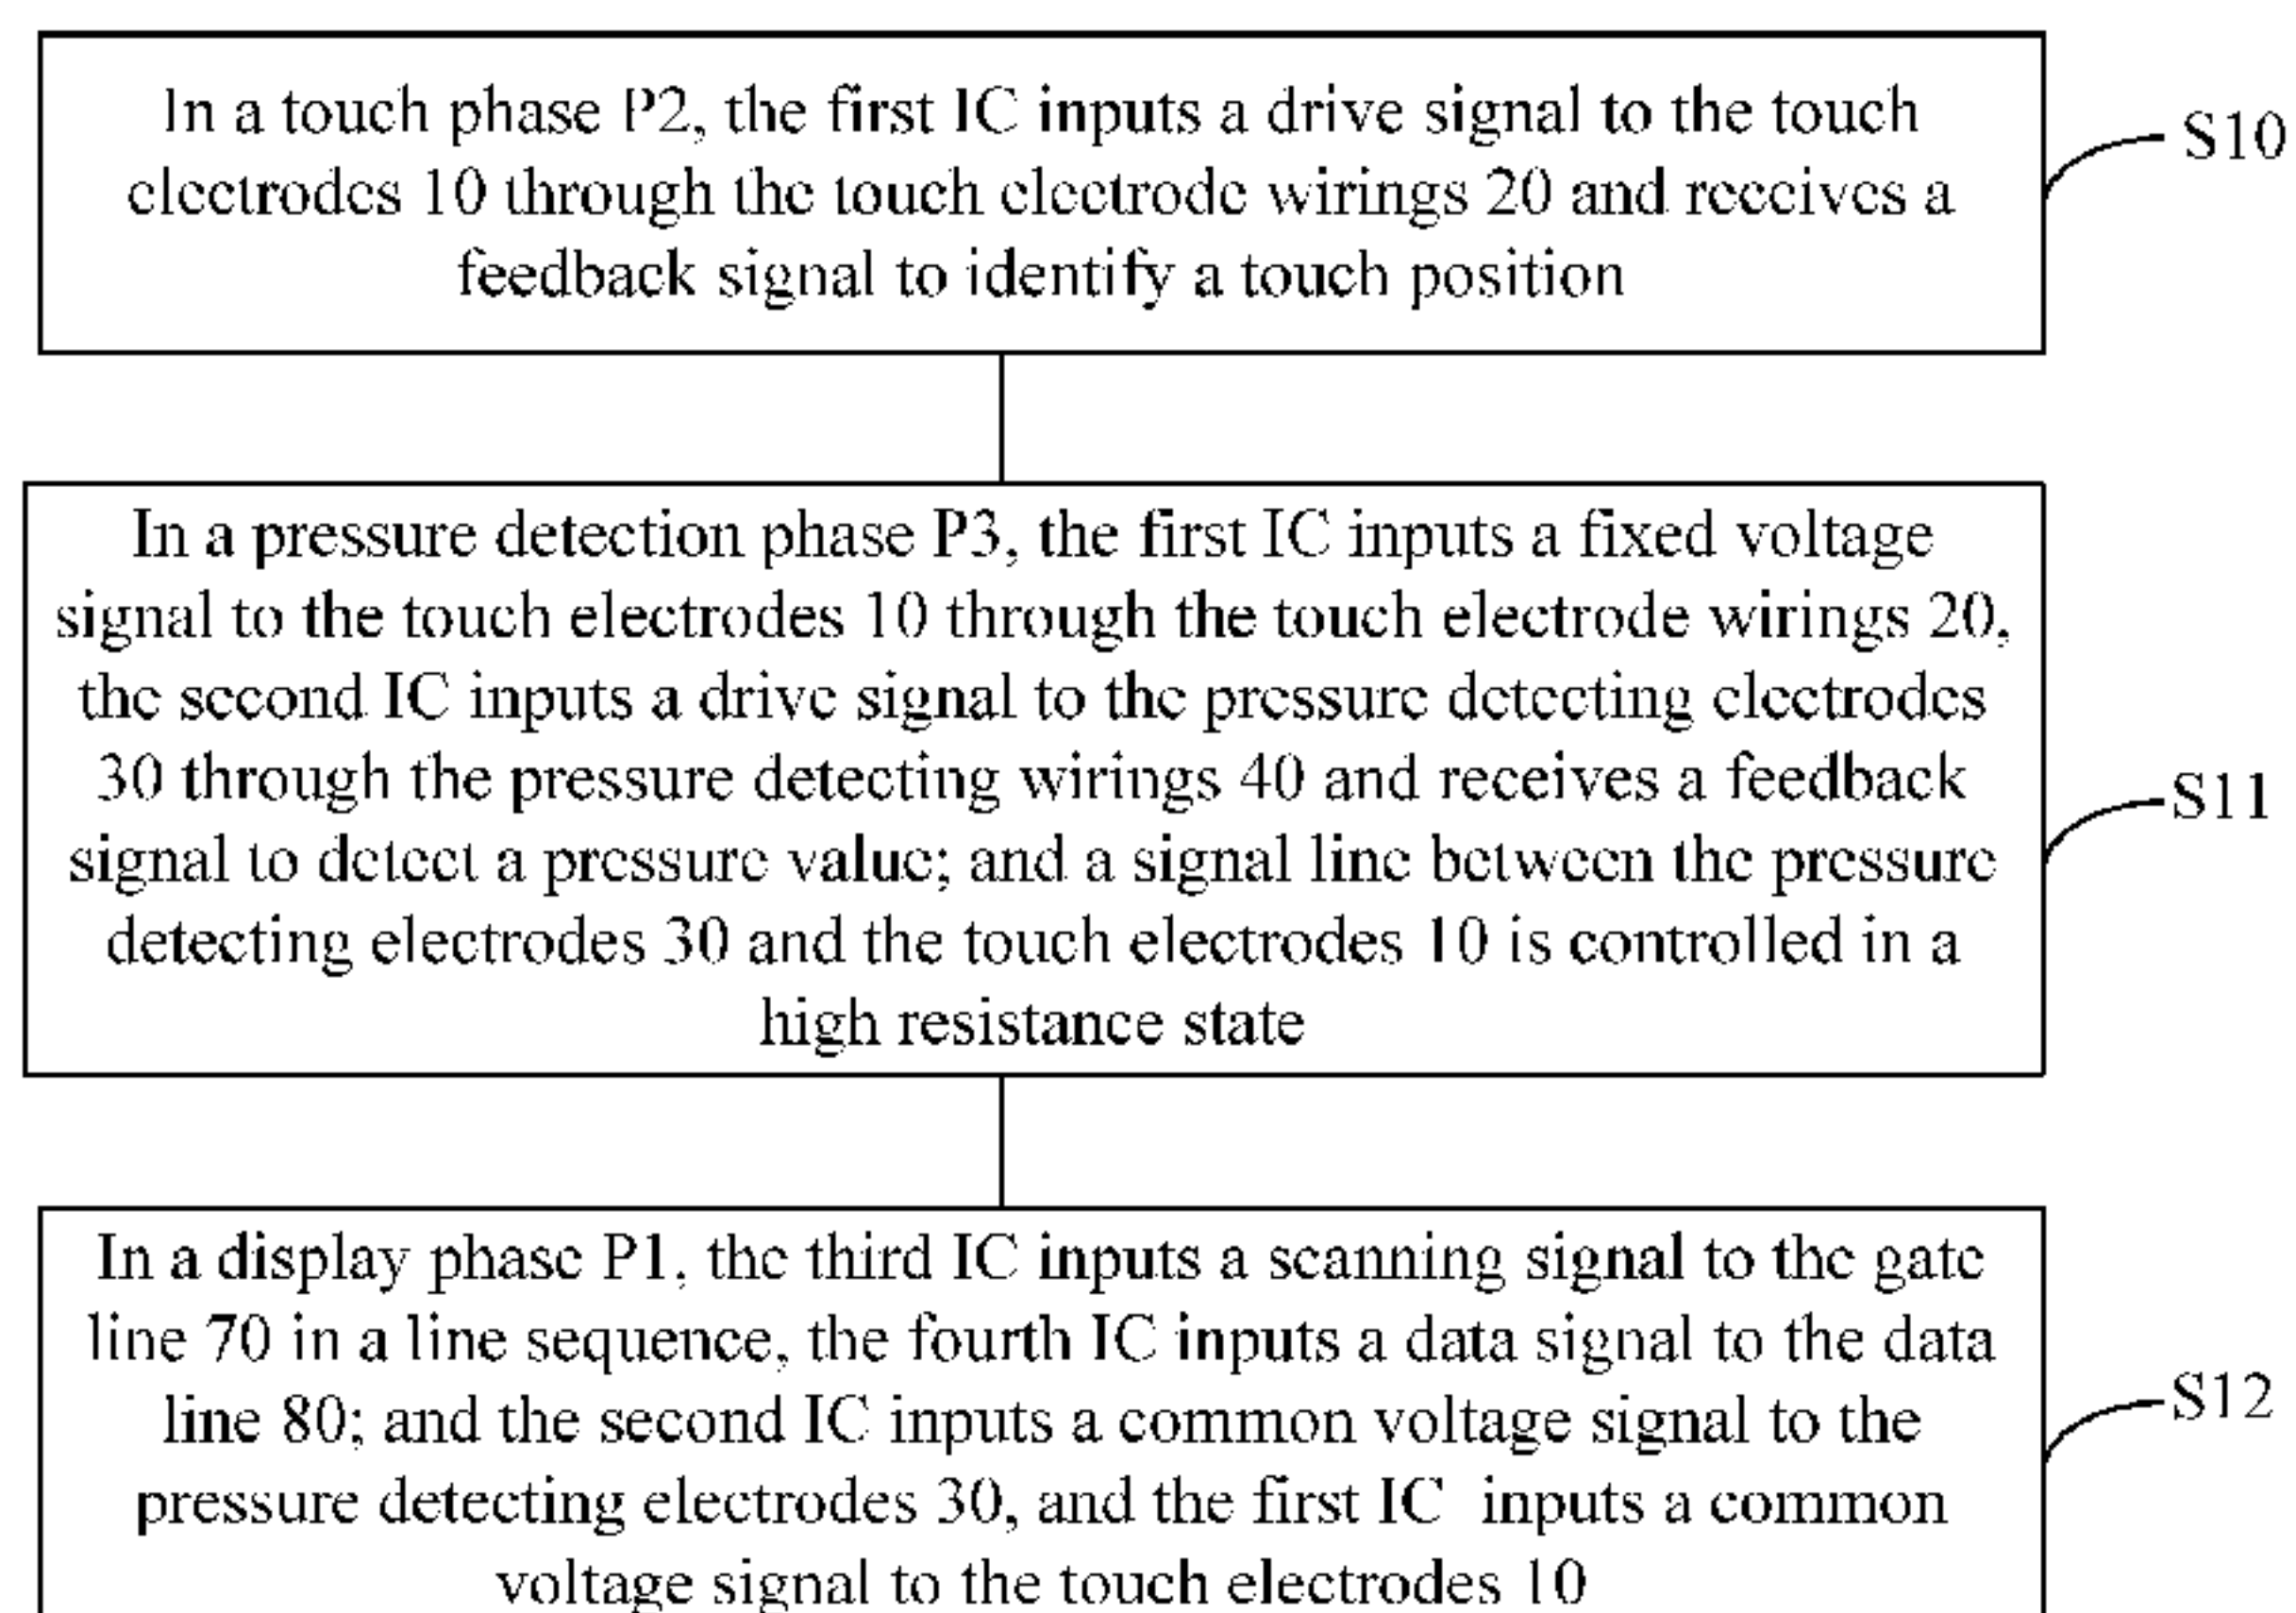 In a touch phase P2, the first IC inputs a drive signal to the touch
electrodes 10 through the touch electrode wirings 20 and receives a
feedback signal to identify a touch position
S10
In a pressure detection phase P3, the first IC inputs a fixed voltage
signal to the touch electrodes 10 through the touch electrode wirings 20,
the second IC inputs a drive signal to the pressure detecting electrodes
30 through the pressure detecting wirings 40 and receives a feedback
signal to detect a pressure value; and a signal line between the pressure
detecting electrodes 30 and the touch electrodes 10 is controlled in a
high resistance state
S11
In a display phase P1, the third IC inputs a scanning signal to the gate
line 70 in a line sequence, the fourth IC inputs a data signal to the data
line 80; and the second IC inputs a common voltage signal to the
pressure detecting electrodes 30, and the first IC inputs a common
voltage signal to the touch electrodes 10
S12